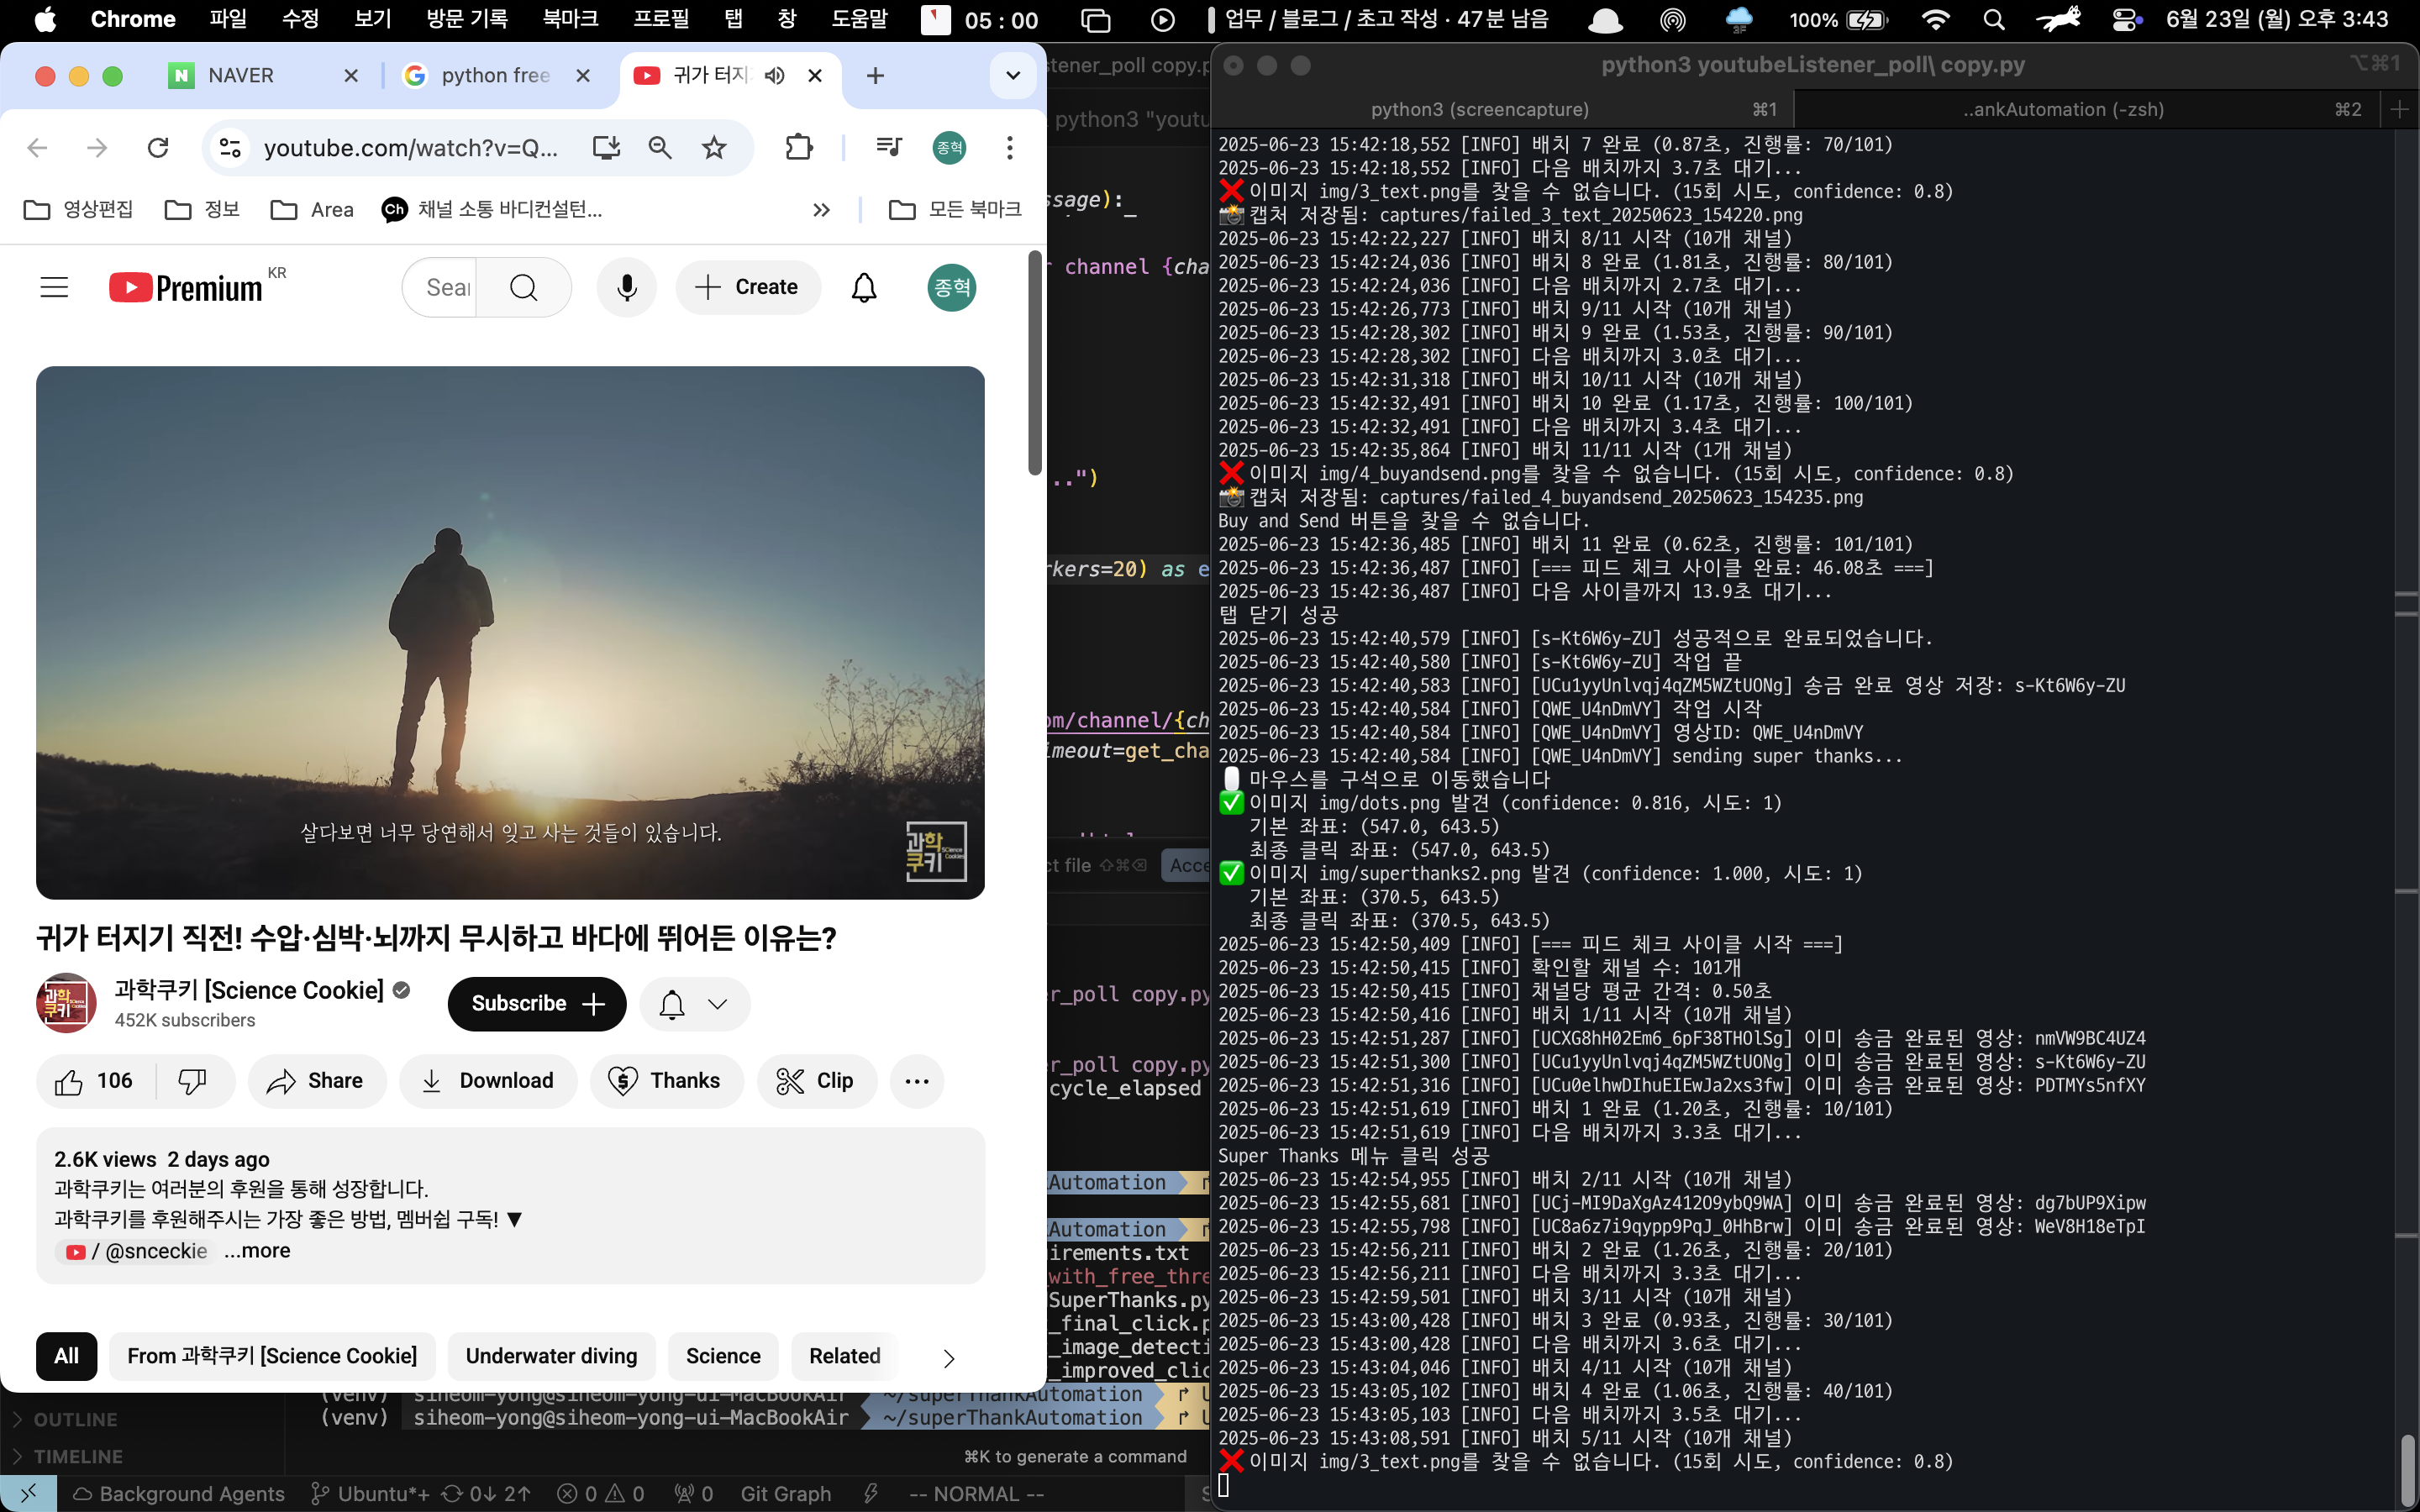 Chrome 파일 수정 보기 방문 기록 북마크 프로필 탭 창 도움말 05 : 00 업무 / 블로그 / 초고 작성 · 47분 남음 100% 6월 23일 (월) 오후 3:43
NAVER
python free
귀가 터지
youtube.com/watch?v=Q...
종혁
영상편집
정보
Area
Ch 채널 소통 바디컨설턴...
모든 북마크
Premium KR
Sear
Create
종혁
살다보면 너무 당연해서 잊고 사는 것들이 있습니다.
과학쿠키 SCience Cookies
귀가 터지기 직전! 수압·심박·뇌까지 무시하고 바다에 뛰어든 이유는?
과학쿠키 [Science Cookie]
452K subscribers
Subscribe
106
Share
Download
Thanks
Clip
2.6K views 2 days ago
과학쿠키는 여러분의 후원을 통해 성장합니다.
과학쿠키를 후원해주시는 가장 좋은 방법, 멤버쉽 구독! ▼
/ @snceckie ...more
All
From 과학쿠키 [Science Cookie]
Underwater diving
Science
Related
tener_poll copy.p
python3 "youtu
ssage):
r channel {cha
..")
rkers=20) as e
om/channel/{ch
imeout=get_cha
ct file ⇧⌘⌫ Acce
er_poll copy.py
er_poll copy.py
cycle_elapsed
Automation
Automation
irements.txt
with_free_thre
SuperThanks.py
_final_click.p
_image_detecti
_improved_clic
(venv) siheom-yong@siheom-yong-ui-MacBookAir ~/superThankAutomation
(venv) siheom-yong@siheom-yong-ui-MacBookAir ~/superThankAutomation
OUTLINE
TIMELINE
⌘K to generate a command
Background Agents Ubuntu*+ 0↓ 2↑ 0 0 0 Git Graph -- NORMAL --
python3 youtubeListener_poll\ copy.py ⌥⌘1
python3 (screencapture) ⌘1
..ankAutomation (-zsh) ⌘2
2025-06-23 15:42:18,552 [INFO] 배치 7 완료 (0.87초, 진행률: 70/101)
2025-06-23 15:42:18,552 [INFO] 다음 배치까지 3.7초 대기...
❌ 이미지 img/3_text.png를 찾을 수 없습니다. (15회 시도, confidence: 0.8)
📸 캡처 저장됨: captures/failed_3_text_20250623_154220.png
2025-06-23 15:42:22,227 [INFO] 배치 8/11 시작 (10개 채널)
2025-06-23 15:42:24,036 [INFO] 배치 8 완료 (1.81초, 진행률: 80/101)
2025-06-23 15:42:24,036 [INFO] 다음 배치까지 2.7초 대기...
2025-06-23 15:42:26,773 [INFO] 배치 9/11 시작 (10개 채널)
2025-06-23 15:42:28,302 [INFO] 배치 9 완료 (1.53초, 진행률: 90/101)
2025-06-23 15:42:28,302 [INFO] 다음 배치까지 3.0초 대기...
2025-06-23 15:42:31,318 [INFO] 배치 10/11 시작 (10개 채널)
2025-06-23 15:42:32,491 [INFO] 배치 10 완료 (1.17초, 진행률: 100/101)
2025-06-23 15:42:32,491 [INFO] 다음 배치까지 3.4초 대기...
2025-06-23 15:42:35,864 [INFO] 배치 11/11 시작 (1개 채널)
❌ 이미지 img/4_buyandsend.png를 찾을 수 없습니다. (15회 시도, confidence: 0.8)
📸 캡처 저장됨: captures/failed_4_buyandsend_20250623_154235.png
Buy and Send 버튼을 찾을 수 없습니다.
2025-06-23 15:42:36,485 [INFO] 배치 11 완료 (0.62초, 진행률: 101/101)
2025-06-23 15:42:36,487 [INFO] [=== 피드 체크 사이클 완료: 46.08초 ===]
2025-06-23 15:42:36,487 [INFO] 다음 사이클까지 13.9초 대기...
탭 닫기 성공
2025-06-23 15:42:40,579 [INFO] [s-Kt6W6y-ZU] 성공적으로 완료되었습니다.
2025-06-23 15:42:40,580 [INFO] [s-Kt6W6y-ZU] 작업 끝
2025-06-23 15:42:40,583 [INFO] [UCu1yyUnlvqj4qZM5WZtUONg] 송금 완료 영상 저장: s-Kt6W6y-ZU
2025-06-23 15:42:40,584 [INFO] [QWE_U4nDmVY] 작업 시작
2025-06-23 15:42:40,584 [INFO] [QWE_U4nDmVY] 영상ID: QWE_U4nDmVY
2025-06-23 15:42:40,584 [INFO] [QWE_U4nDmVY] sending super thanks...
마우스를 구석으로 이동했습니다
✅ 이미지 img/dots.png 발견 (confidence: 0.816, 시도: 1)
기본 좌표: (547.0, 643.5)
최종 클릭 좌표: (547.0, 643.5)
✅ 이미지 img/superthanks2.png 발견 (confidence: 1.000, 시도: 1)
기본 좌표: (370.5, 643.5)
최종 클릭 좌표: (370.5, 643.5)
2025-06-23 15:42:50,409 [INFO] [=== 피드 체크 사이클 시작 ===]
2025-06-23 15:42:50,415 [INFO] 확인할 채널 수: 101개
2025-06-23 15:42:50,415 [INFO] 채널당 평균 간격: 0.50초
2025-06-23 15:42:50,416 [INFO] 배치 1/11 시작 (10개 채널)
2025-06-23 15:42:51,287 [INFO] [UCXG8hH02Em6_6pF38THOlSg] 이미 송금 완료된 영상: nmVW9BC4UZ4
2025-06-23 15:42:51,300 [INFO] [UCu1yyUnlvqj4qZM5WZtUONg] 이미 송금 완료된 영상: s-Kt6W6y-ZU
2025-06-23 15:42:51,316 [INFO] [UCu0elhwDIhuEIEwJa2xs3fw] 이미 송금 완료된 영상: PDTMYs5nfXY
2025-06-23 15:42:51,619 [INFO] 배치 1 완료 (1.20초, 진행률: 10/101)
2025-06-23 15:42:51,619 [INFO] 다음 배치까지 3.3초 대기...
Super Thanks 메뉴 클릭 성공
2025-06-23 15:42:54,955 [INFO] 배치 2/11 시작 (10개 채널)
2025-06-23 15:42:55,681 [INFO] [UCj-MI9DaXgAz412O9ybQ9WA] 이미 송금 완료된 영상: dg7bUP9Xipw
2025-06-23 15:42:55,798 [INFO] [UC8a6z7i9qypp9PqJ_0HhBrw] 이미 송금 완료된 영상: WeV8H18eTpI
2025-06-23 15:42:56,211 [INFO] 배치 2 완료 (1.26초, 진행률: 20/101)
2025-06-23 15:42:56,211 [INFO] 다음 배치까지 3.3초 대기...
2025-06-23 15:42:59,501 [INFO] 배치 3/11 시작 (10개 채널)
2025-06-23 15:43:00,428 [INFO] 배치 3 완료 (0.93초, 진행률: 30/101)
2025-06-23 15:43:00,428 [INFO] 다음 배치까지 3.6초 대기...
2025-06-23 15:43:04,046 [INFO] 배치 4/11 시작 (10개 채널)
2025-06-23 15:43:05,102 [INFO] 배치 4 완료 (1.06초, 진행률: 40/101)
2025-06-23 15:43:05,103 [INFO] 다음 배치까지 3.5초 대기...
2025-06-23 15:43:08,591 [INFO] 배치 5/11 시작 (10개 채널)
❌ 이미지 img/3_text.png를 찾을 수 없습니다. (15회 시도, confidence: 0.8)